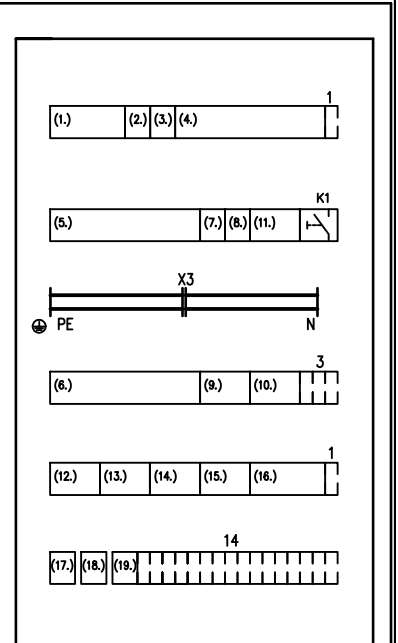 1
(1.) (2.) (3.) (4.)
K1
(5.) (7.) (8.) (11.)
X3
PE N
3
(6.) (9.) (10.)
1
(12.) (13.) (14.) (15.) (16.)
14
(17.) (18.) (19.)